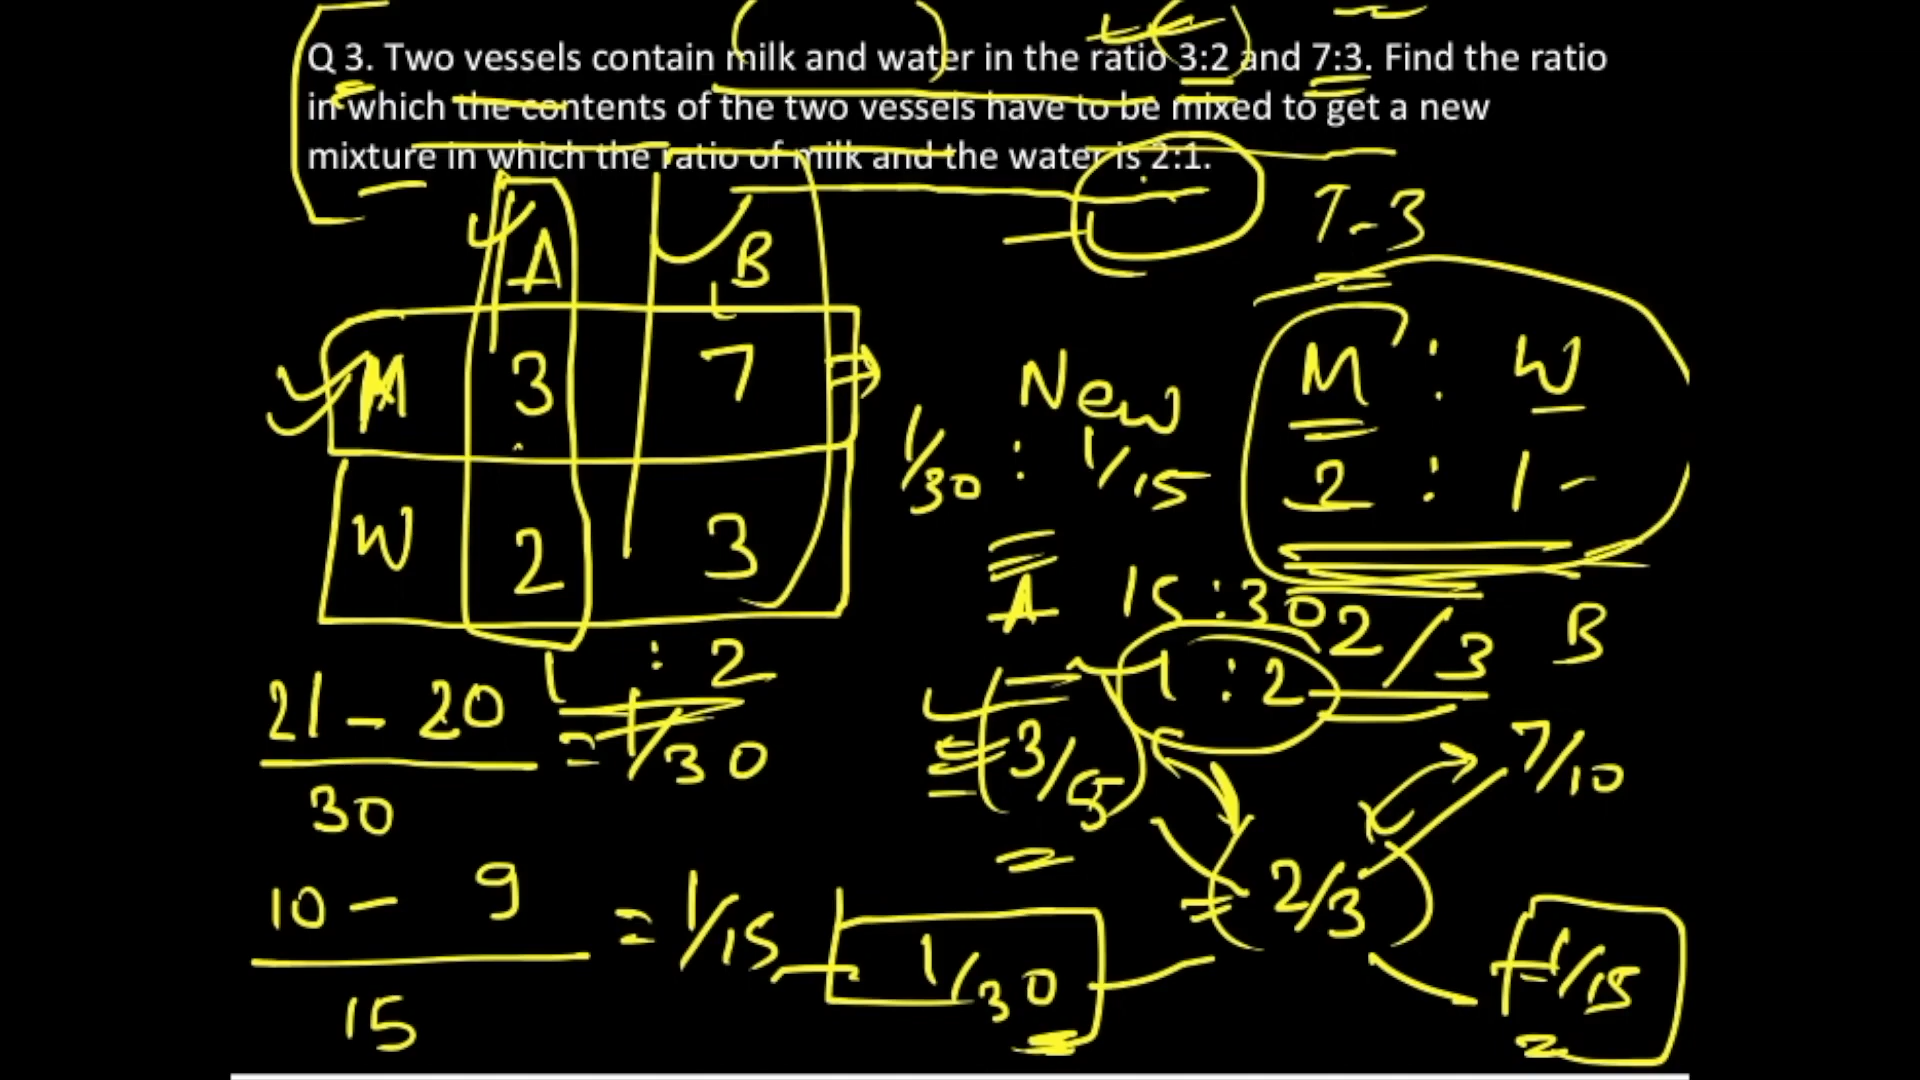 Q 3. Two vessels contain milk and water in the ratio 3:2 and 7:3. Find the ratio
in which the contents of the two vessels have to be mixed to get a new
mixture in which the ratio of milk and the water is 2:1.
7-3
A B
M 3 7
W 2 3
New
1/30 : 1/15
M : W
2 : 1
A 15:30 B
1 : 2
2/3
: 2
21 - 20
30
= 1/30
3/5
7/10
2/3
10 - 9
15
= 1/15
1/30
1/15